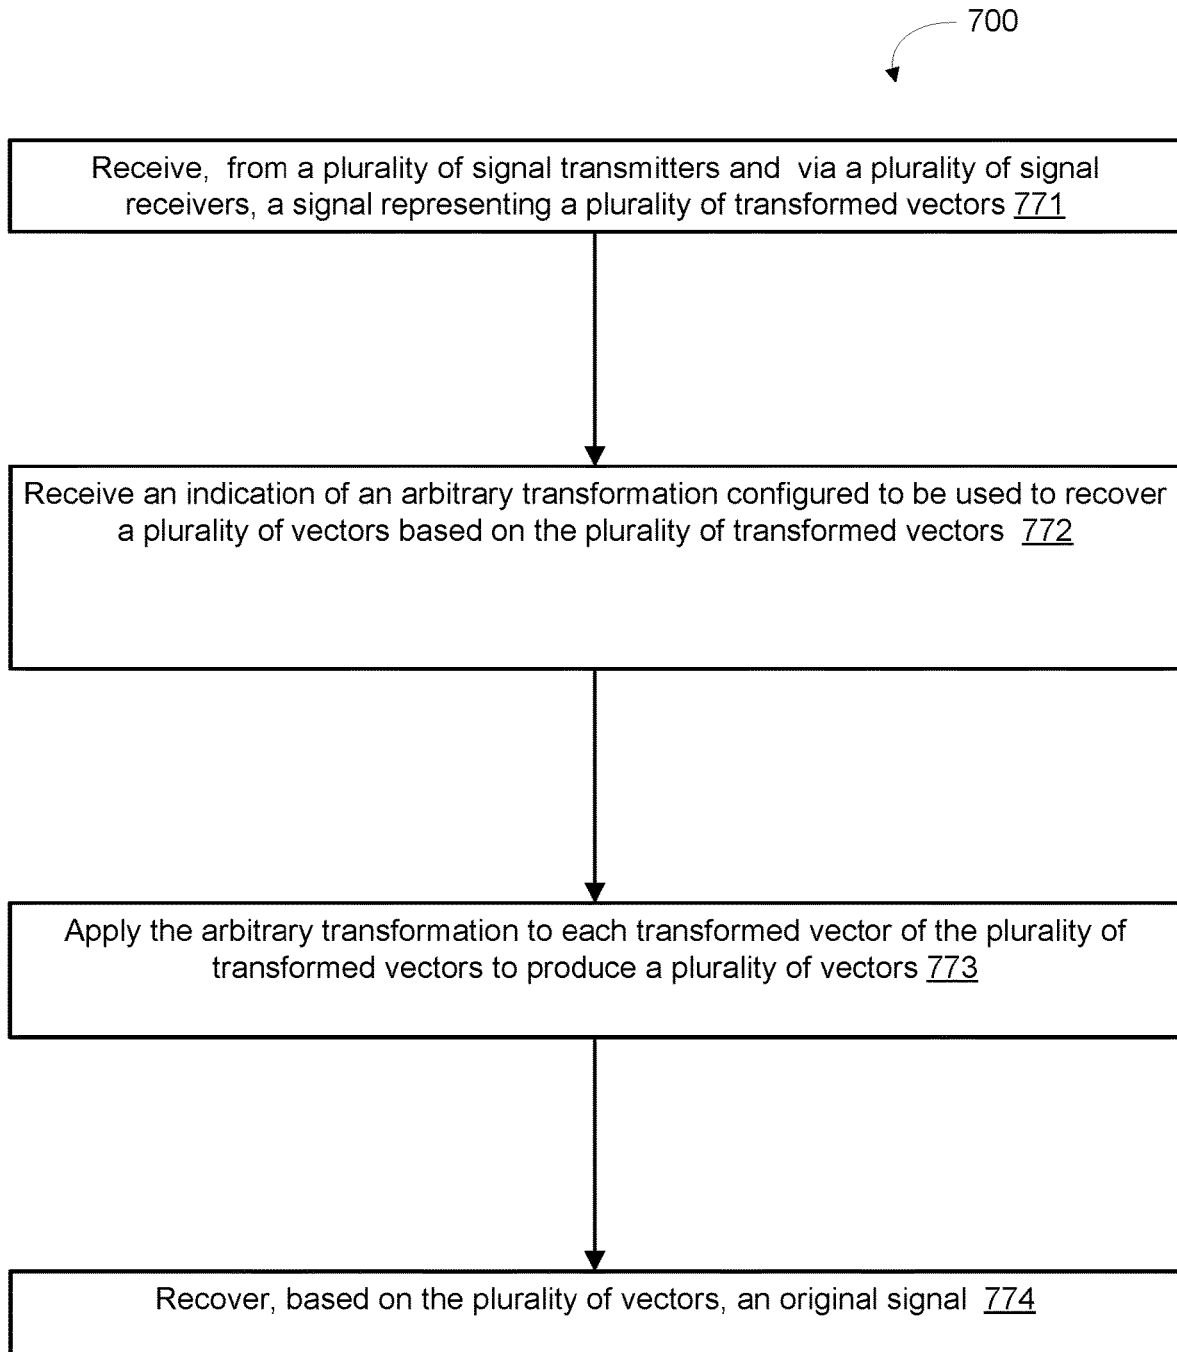 700
Receive, from a plurality of signal transmitters and via a plurality of signal
receivers, a signal representing a plurality of transformed vectors 771
Receive an indication of an arbitrary transformation configured to be used to recover
a plurality of vectors based on the plurality of transformed vectors 772
Apply the arbitrary transformation to each transformed vector of the plurality of
transformed vectors to produce a plurality of vectors 773
Recover, based on the plurality of vectors, an original signal 774